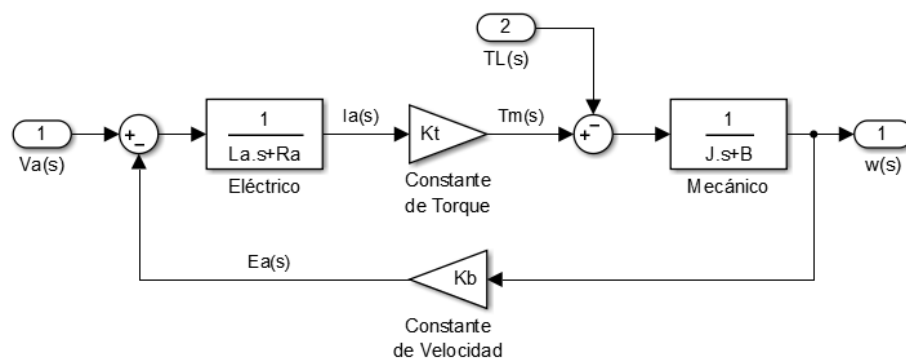 2
TL(s)
1
Va(s)
+
−
1
La.s+Ra
Eléctrico
Ia(s)
Kt
Constante
de Torque
Tm(s)
+
−
1
J.s+B
Mecánico
1
w(s)
Ea(s)
Kb
Constante
de Velocidad